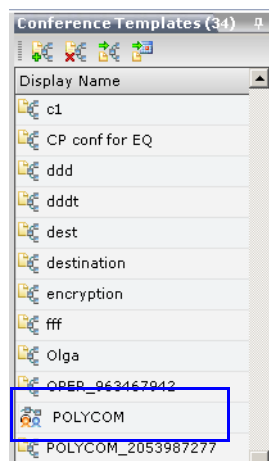 Conference Templates (34)
Display Name
c1
CP conf for EQ
ddd
dddt
dest
destination
encryption
fff
Olga
OPER_963467942
POLYCOM
POLYCOM_2053987277